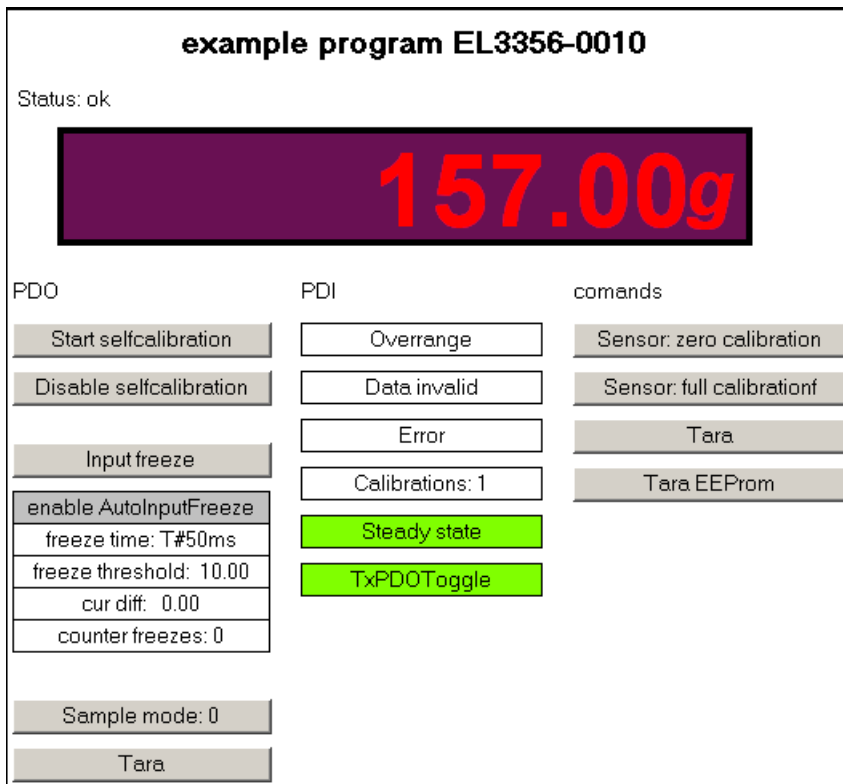 example program EL3356-0010
Status: ok
157.00g
PDO
Start selfcalibration
Disable selfcalibration
Input freeze
enable AutoInputFreeze
freeze time: T#50ms
freeze threshold: 10.00
cur diff: 0.00
counter freezes: 0
Sample mode: 0
Tara
PDI
Overrange
Data invalid
Error
Calibrations: 1
Steady state
TxPDOToggle
comands
Sensor: zero calibration
Sensor: full calibrationf
Tara
Tara EEProm